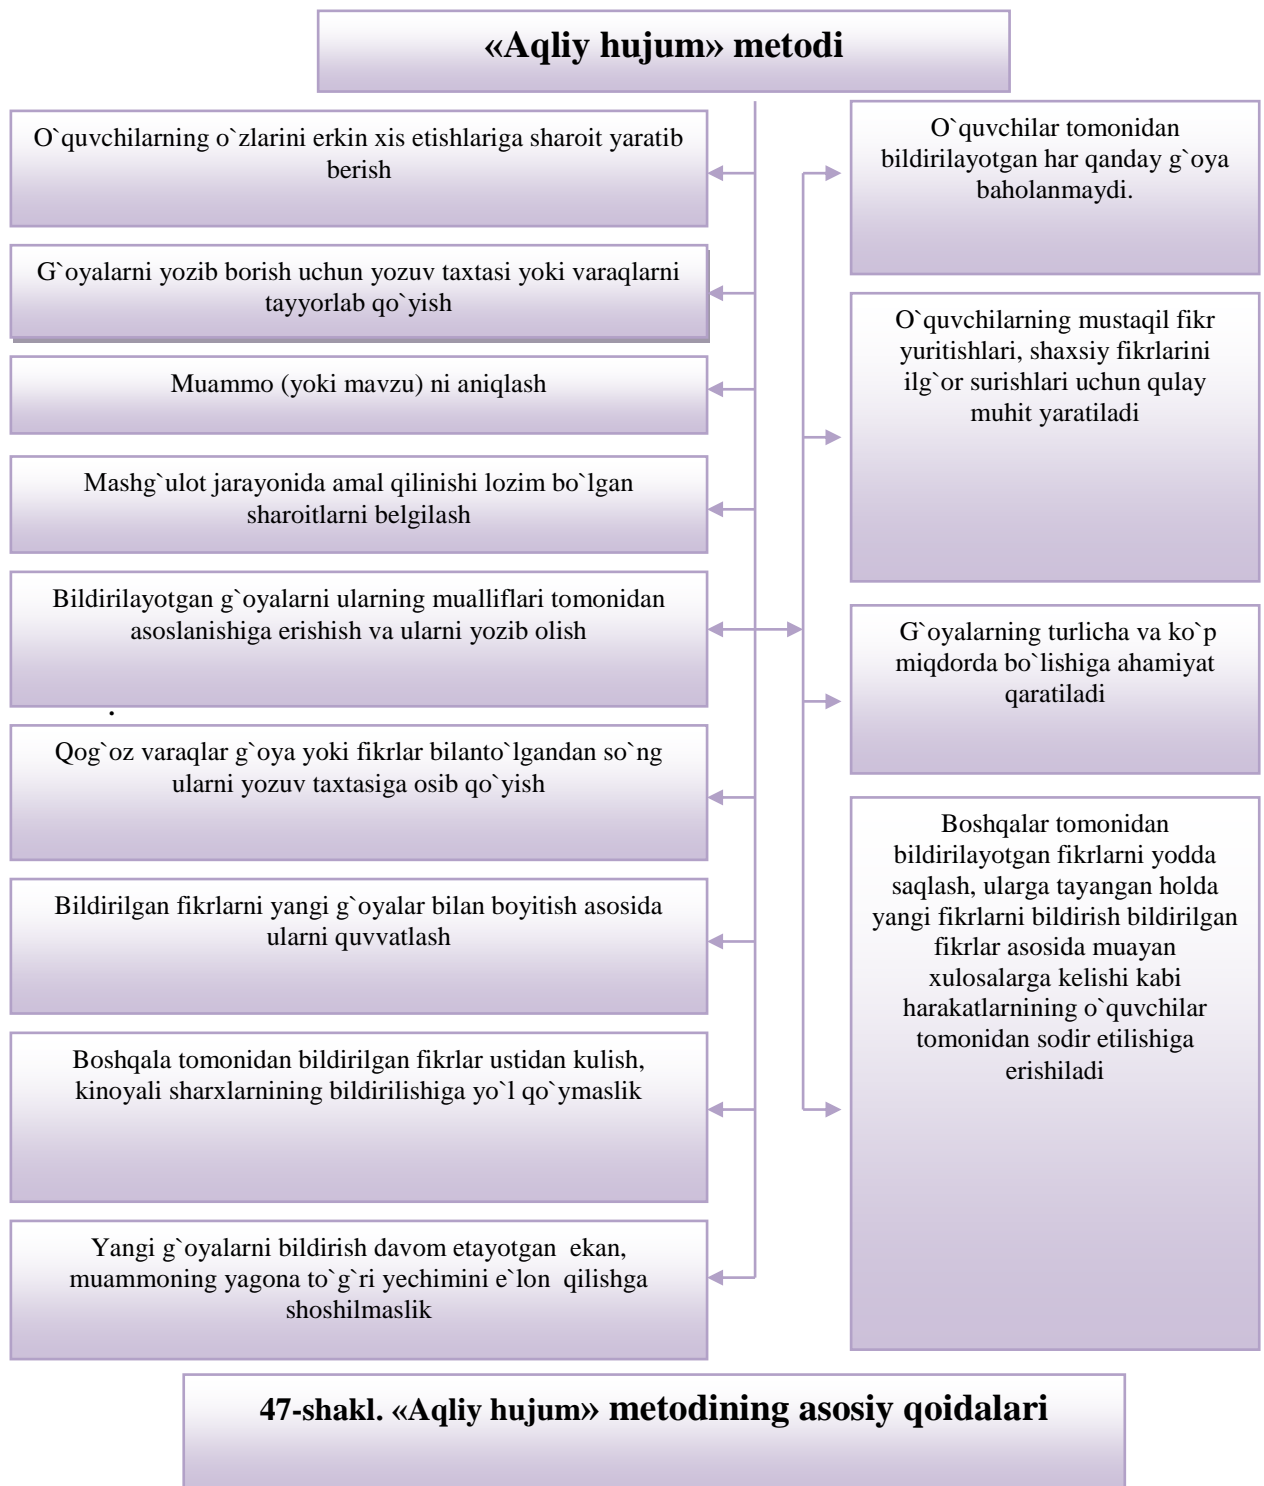 «Aqliy hujum» metodi
O`quvchilarning o`zlarini erkin xis etishlariga sharoit yaratib
berish
G`oyalarni yozib borish uchun yozuv taxtasi yoki varaqlarni
tayyorlab qo`yish
Muammo (yoki mavzu) ni aniqlash
Mashg`ulot jarayonida amal qilinishi lozim bo`lgan
sharoitlarni belgilash
Bildirilayotgan g`oyalarni ularning mualliflari tomonidan
asoslanishiga erishish va ularni yozib olish
.
Qog`oz varaqlar g`oya yoki fikrlar bilanto`lgandan so`ng
ularni yozuv taxtasiga osib qo`yish
Bildirilgan fikrlarni yangi g`oyalar bilan boyitish asosida
ularni quvvatlash
Boshqala tomonidan bildirilgan fikrlar ustidan kulish,
kinoyali sharxlarnining bildirilishiga yo`l qo`ymaslik
Yangi g`oyalarni bildirish davom etayotgan  ekan,
muammoning yagona to`g`ri yechimini e`lon  qilishga
shoshilmaslik
O`quvchilar tomonidan
bildirilayotgan har qanday g`oya
baholanmaydi.
O`quvchilarning mustaqil fikr
yuritishlari, shaxsiy fikrlarini
ilg`or surishlari uchun qulay
muhit yaratiladi
G`oyalarning turlicha va ko`p
miqdorda bo`lishiga ahamiyat
qaratiladi
Boshqalar tomonidan
bildirilayotgan fikrlarni yodda
saqlash, ularga tayangan holda
yangi fikrlarni bildirish bildirilgan
fikrlar asosida muayan
xulosalarga kelishi kabi
harakatlarnining o`quvchilar
tomonidan sodir etilishiga
erishiladi
47-shakl. «Aqliy hujum» metodining asosiy qoidalari